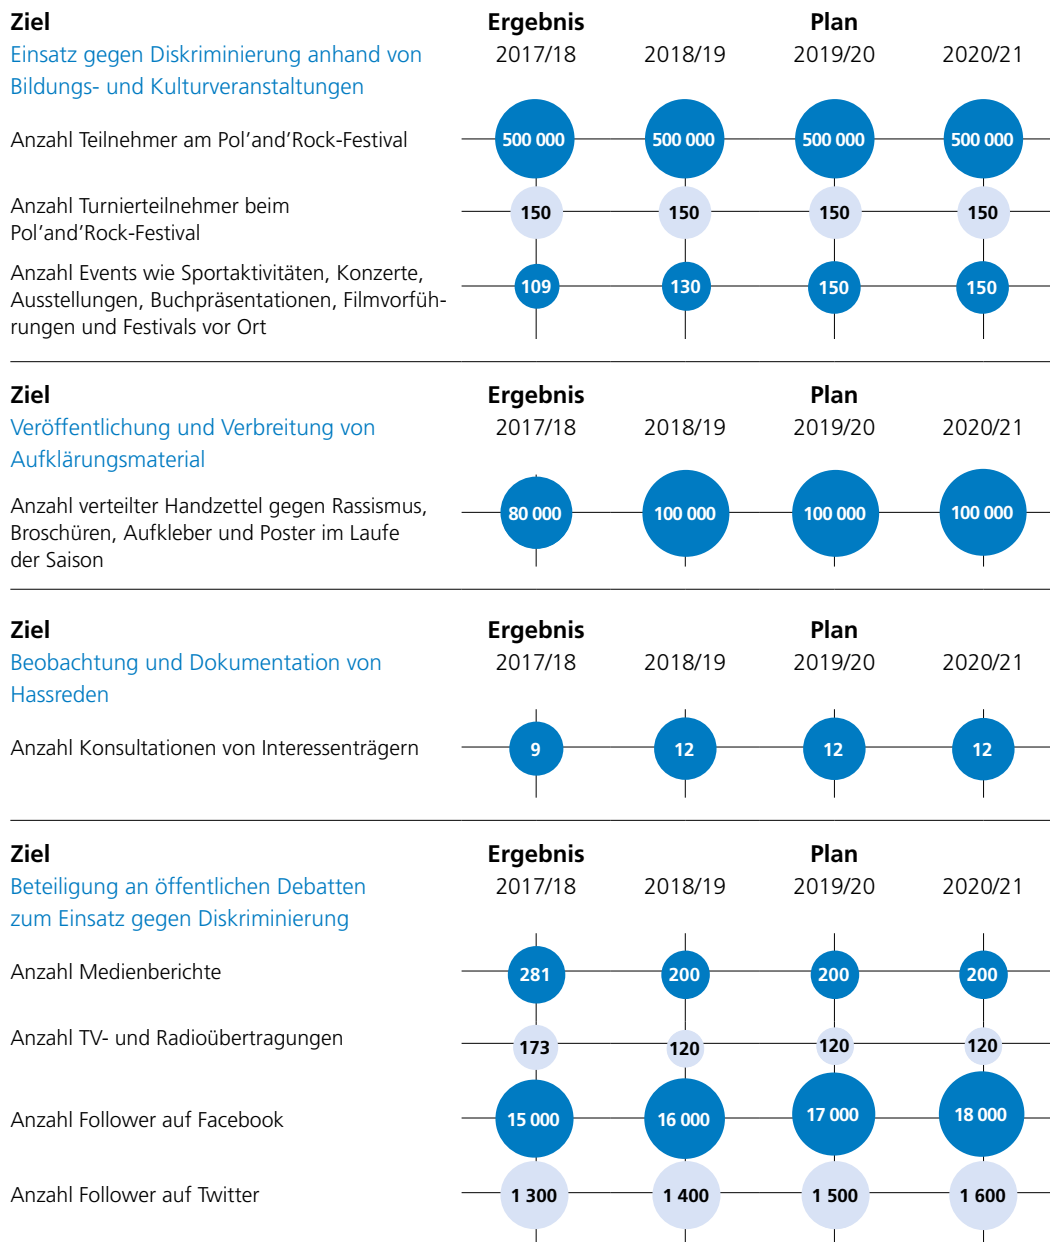 Ziel Ergebnis Plan
Einsatz gegen Diskriminierung anhand von 2017/18 2018/19 2019/20 2020/21
Bildungs- und Kulturveranstaltungen
Anzahl Teilnehmer am Pol’and’Rock-Festival 500 000 500 000 500 000 500 000
Anzahl Turnierteilnehmer beim
Pol’and’Rock-Festival 150 150 150 150
Anzahl Events wie Sportaktivitäten, Konzerte,
Ausstellungen, Buchpräsentationen, Filmvorfüh- 109 130 150 150
rungen und Festivals vor Ort
Ziel Ergebnis Plan
Veröffentlichung und Verbreitung von 2017/18 2018/19 2019/20 2020/21
Aufklärungsmaterial
Anzahl verteilter Handzettel gegen Rassismus, 80 000 100 000 100 000 100 000
Broschüren, Aufkleber und Poster im Laufe
der Saison
Ziel Ergebnis Plan
Beobachtung und Dokumentation von 2017/18 2018/19 2019/20 2020/21
Hassreden
Anzahl Konsultationen von Interessenträgern 9 12 12 12
Ziel Ergebnis Plan
Beteiligung an öffentlichen Debatten 2017/18 2018/19 2019/20 2020/21
zum Einsatz gegen Diskriminierung
Anzahl Medienberichte 281 200 200 200
Anzahl TV- und Radioübertragungen 173 120 120 120
Anzahl Follower auf Facebook 15 000 16 000 17 000 18 000
Anzahl Follower auf Twitter 1 300 1 400 1 500 1 600